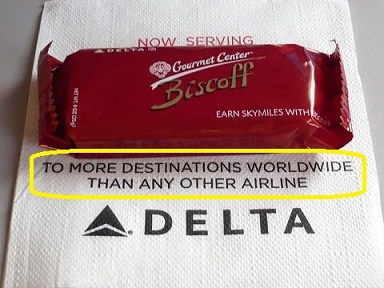 NOW SERVING
DELTA
Gourmet Center
Biscoff
EARN SKYMILES WITH
TO MORE DESTINATIONS WORLDWIDE
THAN ANY OTHER AIRLINE
DELTA